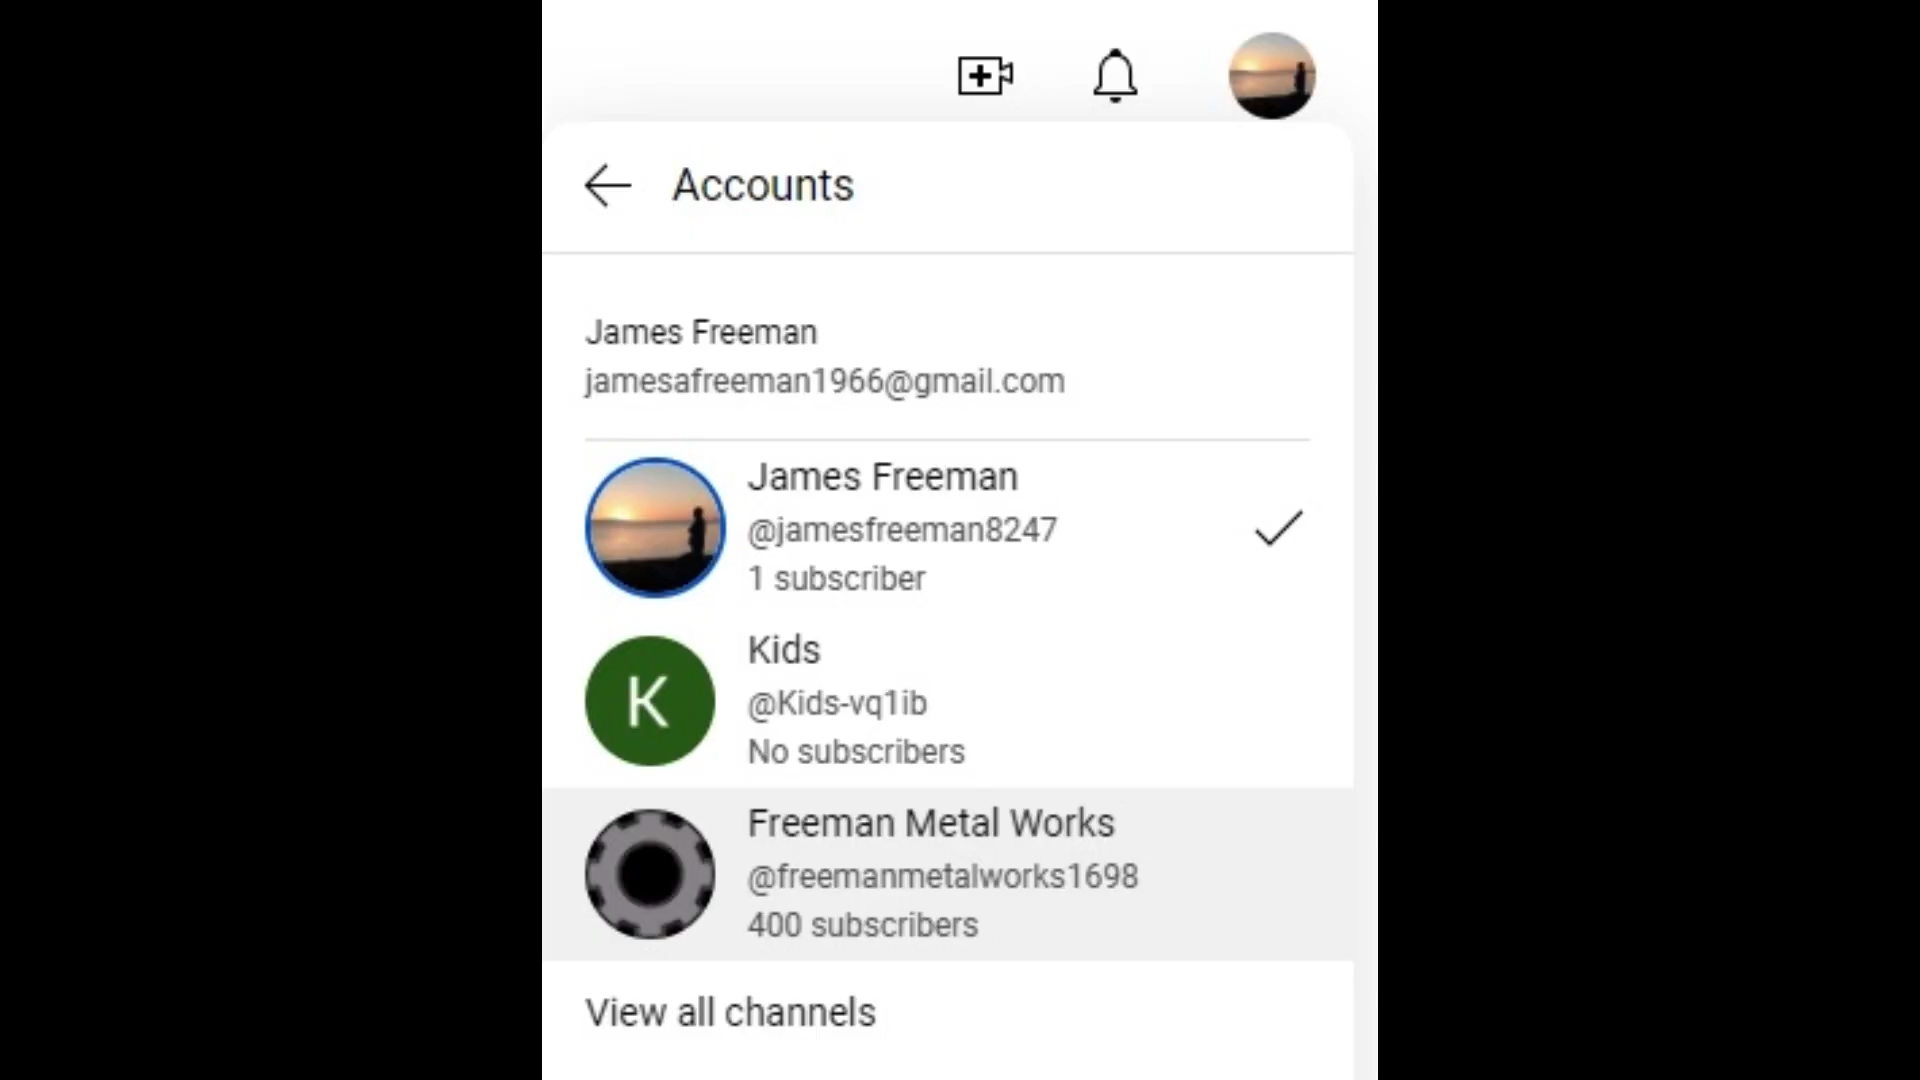 Accounts
James Freeman
jamesafreeman1966@gmail.com
James Freeman
@jamesfreeman8247
1 subscriber
K
Kids
@Kids-vq1ib
No subscribers
Freeman Metal Works
@freemanmetalworks1698
400 subscribers
View all channels